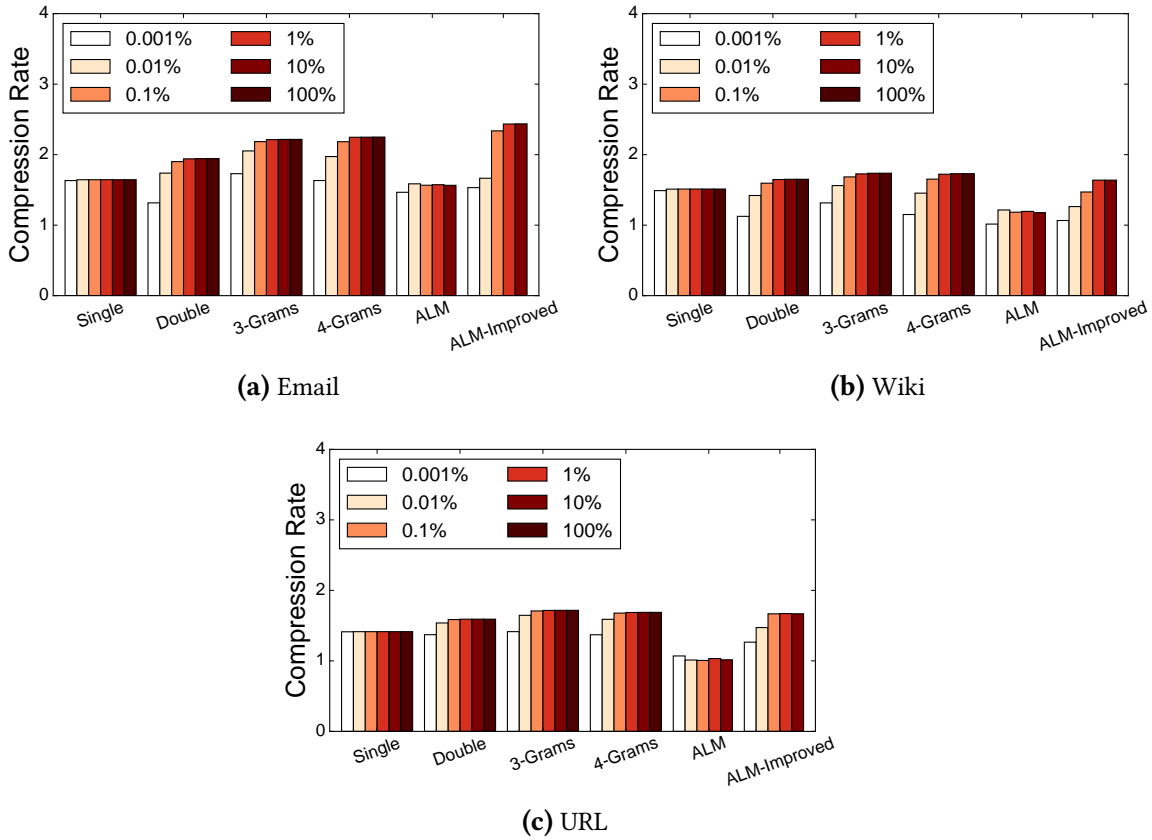 4
3
2
1
0
Compression Rate
0.001%
0.01%
0.1%
1%
10%
100%
Single
Double
3-Grams
4-Grams
ALM
ALM-Improved
(a) Email
4
3
2
1
0
Compression Rate
0.001%
0.01%
0.1%
1%
10%
100%
Single
Double
3-Grams
4-Grams
ALM
ALM-Improved
(b) Wiki
4
3
2
1
0
Compression Rate
0.001%
0.01%
0.1%
1%
10%
100%
Single
Double
3-Grams
4-Grams
ALM
ALM-Improved
(c) URL